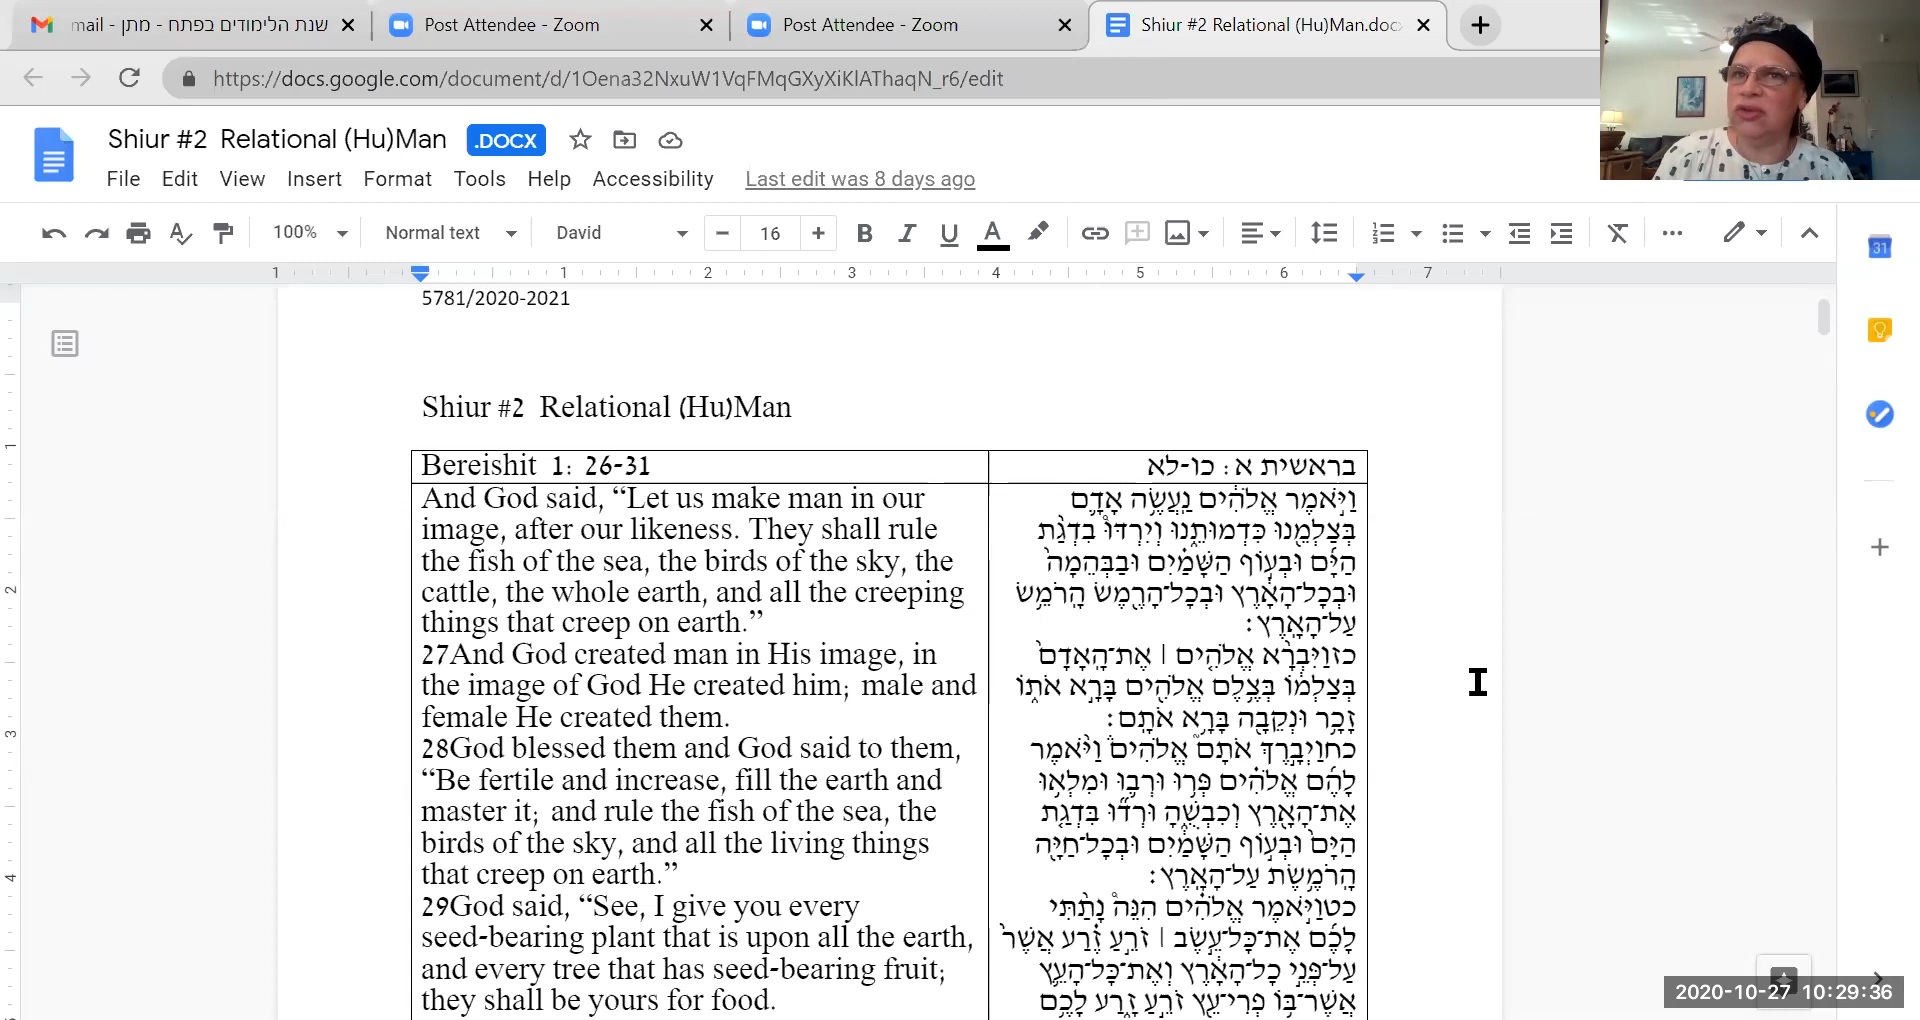 שנת הלימודים בפתח - מתן - mail
Post Attendee - Zoom
Post Attendee - Zoom
Shiur #2 Relational (Hu)Man.docx
https://docs.google.com/document/d/1Oena32NxuW1VqFMqGXyXiKlAThaqN_r6/edit
Shiur #2 Relational (Hu)Man
.DOCX
File Edit View Insert Format Tools Help Accessibility Last edit was 8 days ago
100% Normal text David 16 B I U A
31
1 1 2 3 4 5 6 7
5781/2020-2021
Shiur #2 Relational (Hu)Man
Bereishit 1: 26-31
And God said, “Let us make man in our
image, after our likeness. They shall rule
the fish of the sea, the birds of the sky, the
cattle, the whole earth, and all the creeping
things that creep on earth.”
27And God created man in His image, in
the image of God He created him; male and
female He created them.
28God blessed them and God said to them,
“Be fertile and increase, fill the earth and
master it; and rule the fish of the sea, the
birds of the sky, and all the living things
that creep on earth.”
29God said, “See, I give you every
seed-bearing plant that is upon all the earth,
and every tree that has seed-bearing fruit;
they shall be yours for food.
בראשית א: כו-לא
וַיֹּ֣אמֶר אֱלֹהִ֔ים נַֽעֲשֶׂ֥ה אָדָ֛ם
בְּצַלְמֵ֖נוּ כִּדְמוּתֵ֑נוּ וְיִרְדּוּ֩ בִדְגַ֨ת
הַיָּ֜ם וּבְע֣וֹף הַשָּׁמַ֗יִם וּבַבְּהֵמָה֙
וּבְכָל־הָאָ֔רֶץ וּבְכָל־הָרֶ֖מֶשׂ הָֽרֹמֵ֥שׂ
עַל־הָאָֽרֶץ:
כזוַיִּבְרָ֨א אֱלֹהִ֤ים | אֶת־הָֽאָדָם֙
בְּצַלְמ֔וֹ בְּצֶ֥לֶם אֱלֹהִ֖ים בָּרָ֣א אֹת֑וֹ
זָכָ֥ר וּנְקֵבָ֖ה בָּרָ֥א אֹתָֽם:
כחוַיְבָ֣רֶךְ אֹתָם֘ אֱלֹהִים֒ וַיֹּ֨אמֶר
לָהֶ֜ם אֱלֹהִ֗ים פְּר֥וּ וּרְב֛וּ וּמִלְא֥וּ
אֶת־הָאָ֖רֶץ וְכִבְשֻׁ֑הָ וּרְד֞וּ בִּדְגַ֤ת
הַיָּם֙ וּבְע֣וֹף הַשָּׁמַ֔יִם וּבְכָל־חַיָּ֖ה
הָֽרֹמֶ֥שֶׂת עַל־הָאָֽרֶץ:
כטוַיֹּ֣אמֶר אֱלֹהִ֗ים הִנֵּה֩ נָתַ֨תִּי
לָכֶ֜ם אֶת־כָּל־עֵ֣שֶׂב | זֹרֵ֣עַ זֶ֗רַע אֲשֶׁר֙
עַל־פְּנֵ֣י כָל־הָאָ֔רֶץ וְאֶת־כָּל־הָעֵ֛ץ
אֲשֶׁר־בּ֥וֹ פְרִי־עֵ֖ץ זֹרֵ֣עַ זָ֑רַע לָכֶ֥ם
2020-10-27 10:29:36